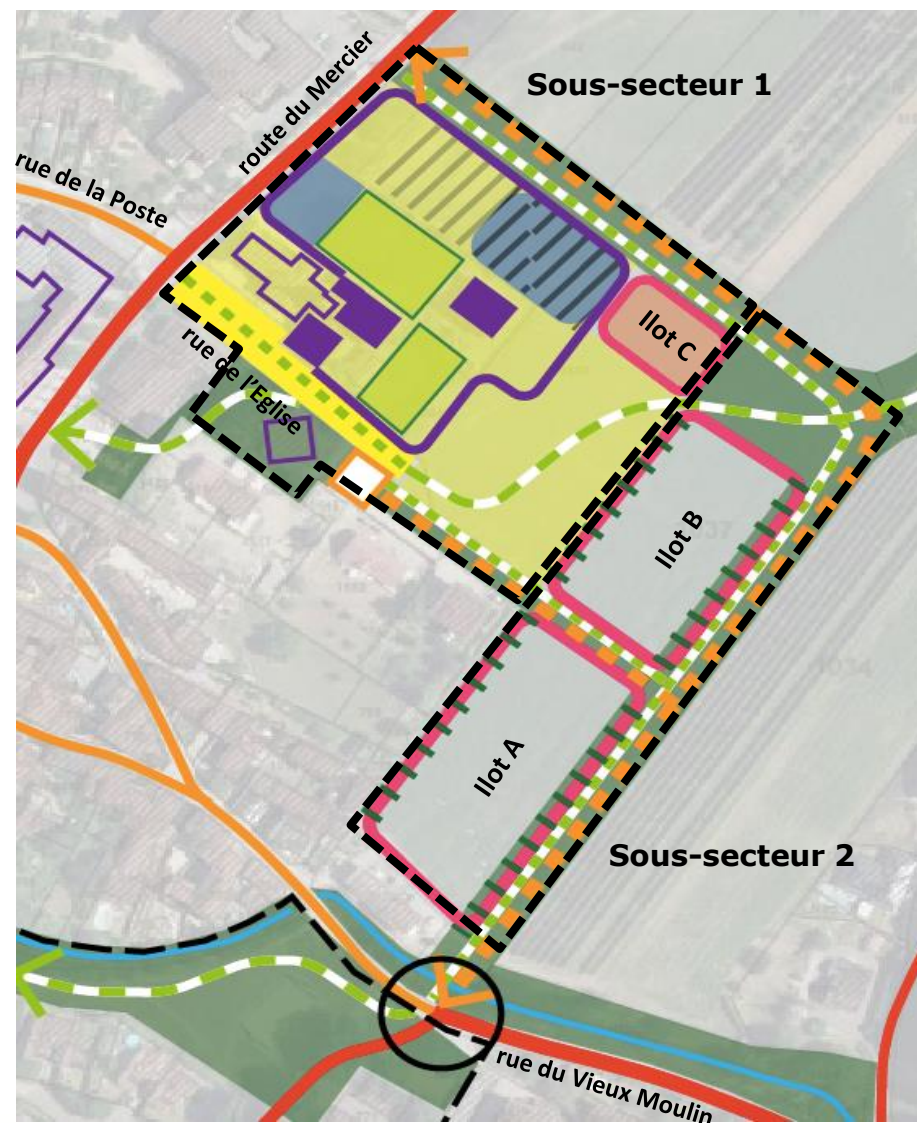 Sous-secteur 1
route du Mercier
rue de la Poste
rue de l'Eglise
Ilot C
Ilot B
Ilot A
Sous-secteur 2
rue du Vieux Moulin